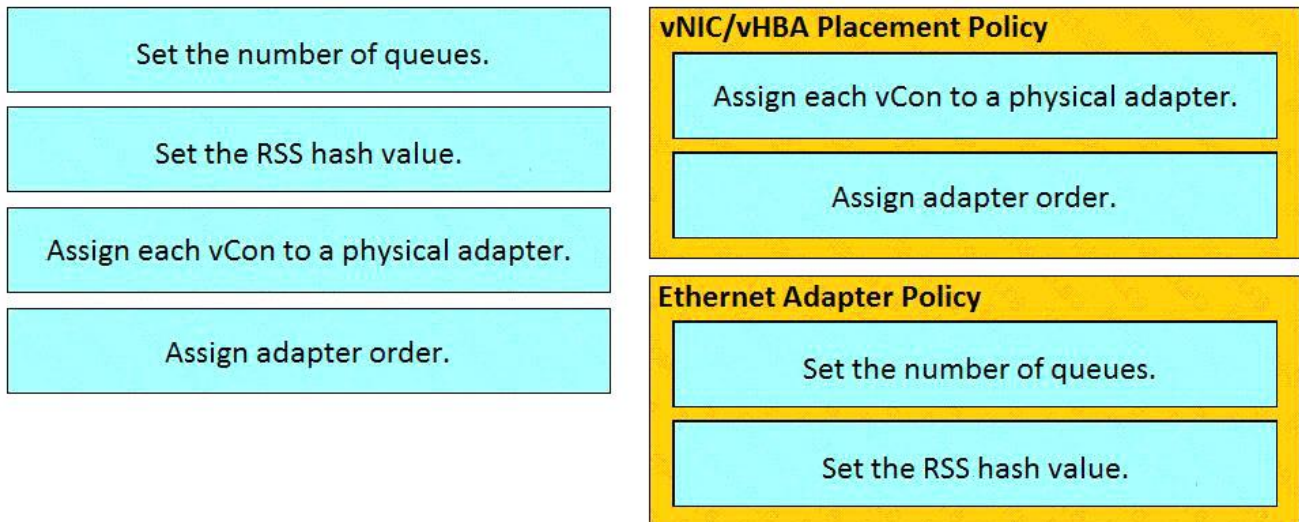 Set the number of queues.
Set the RSS hash value.
Assign each vCon to a physical adapter.
Assign adapter order.
vNIC/vHBA Placement Policy
Assign each vCon to a physical adapter.
Assign adapter order.
Ethernet Adapter Policy
Set the number of queues.
Set the RSS hash value.